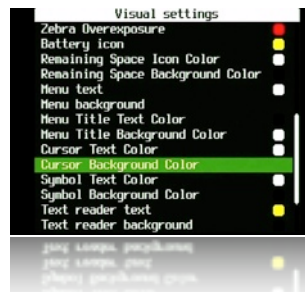 Visual settings
Zebra Overexposure
Battery icon
Remaining Space Icon Color
Remaining Space Background Color
Menu text
Menu background
Menu Title Text Color
Menu Title Background Color
Cursor Text Color
Cursor Background Color
Symbol Text Color
Symbol Background Color
Text reader text
Text reader background